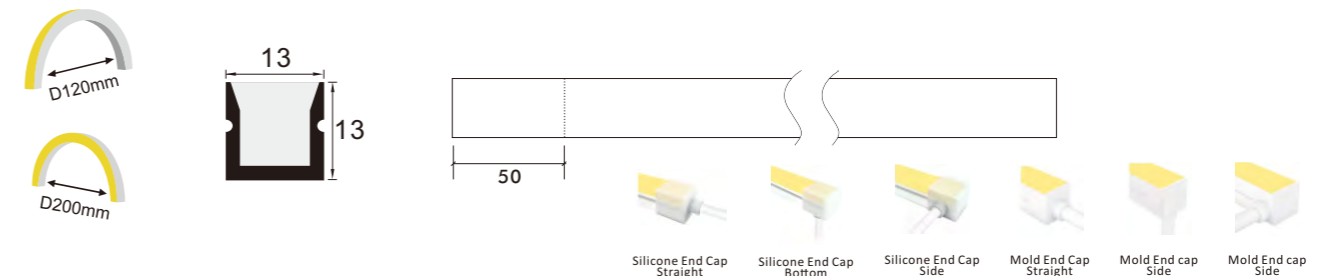 D120mm
D200mm
13
13
50
Silicone End Cap
Straight
Silicone End Cap
Bottom
Silicone End Cap
Side
Mold End Cap
Straight
Mold End cap
Side
Mold End cap
Side